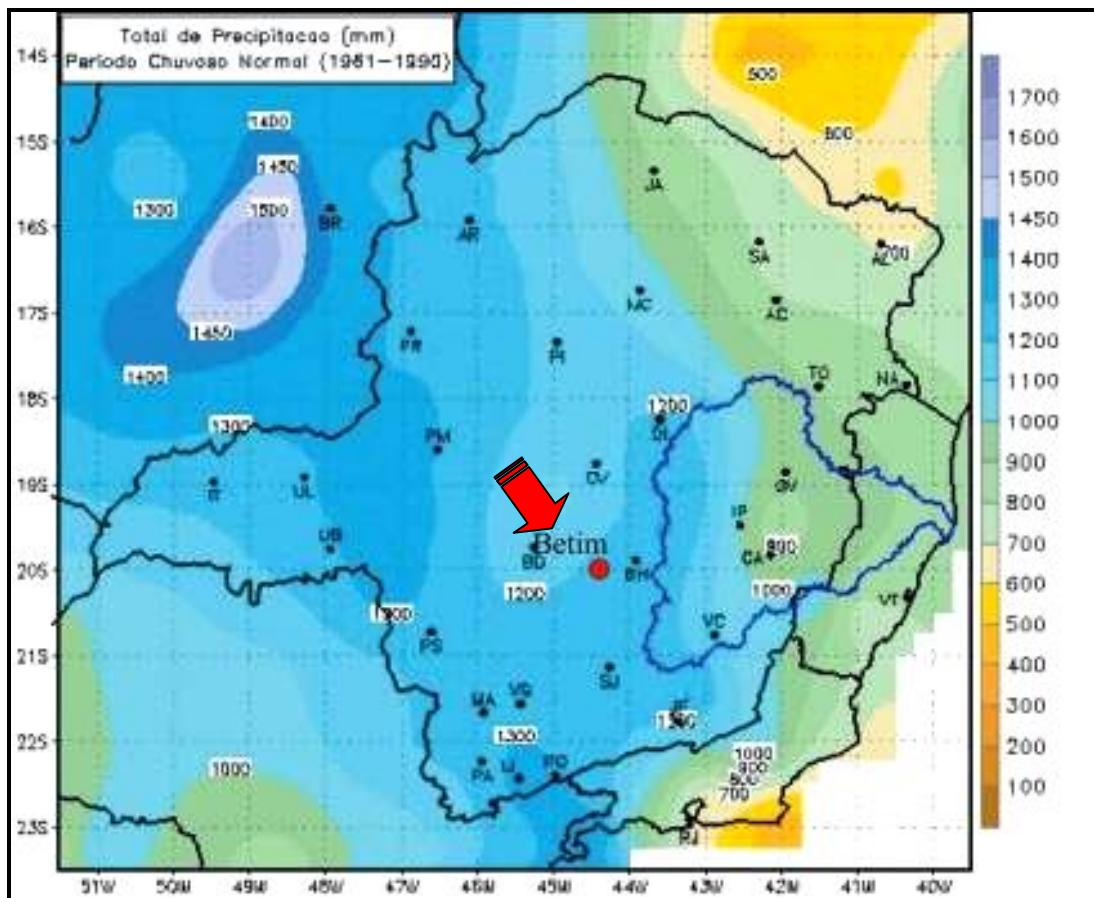 Total de Precipitacao (mm)
Período Chuvoso Normal (1961-1990)
14S
15S
16S
17S
18S
19S
20S
21S
22S
23S
1400
1450
1300
1500
BR
AR
JA
600
800
SA
AL
700
MC
AC
1450
PR
PI
1400
TO
NA
1300
1200
DI
PM
CV
IT
UL
GV
IP
UB
Betim
BD
BH
CA
900
1200
1000
VT
1300
VC
PS
SJ
MA
VG
JF
1300
PA
PO
1000
1000
900
800
700
RJ
51W
50W
49W
48W
47W
46W
45W
44W
43W
42W
41W
40W
1700
1600
1500
1450
1400
1300
1200
1100
1000
900
800
700
600
500
400
300
200
100